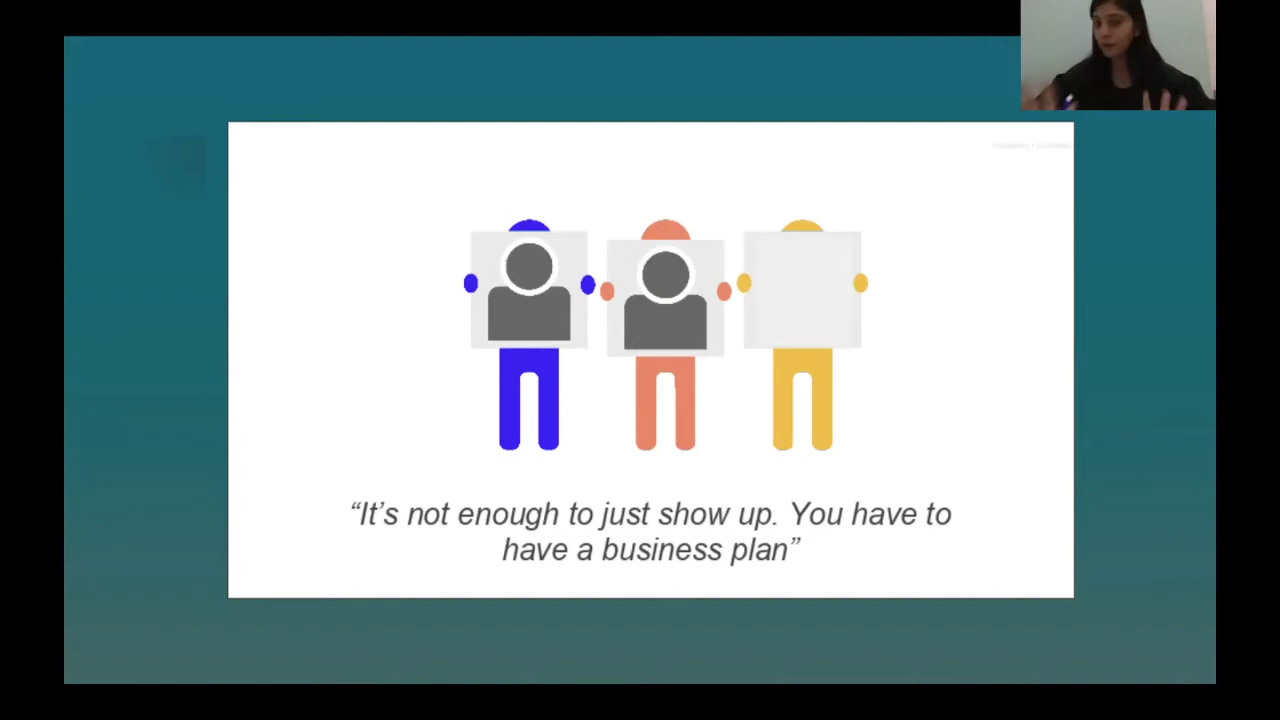 “It’s not enough to just show up. You have to
have a business plan”